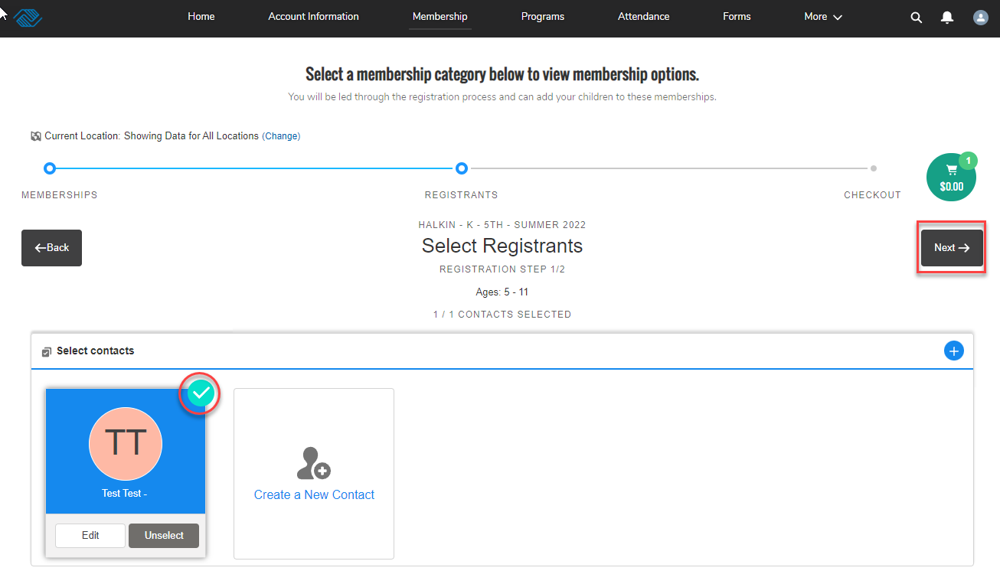 Home Account Information Membership Programs Attendance Forms More
Select a membership category below to view membership options.
You will be led through the registration process and can add your children to these memberships.
Current Location: Showing Data for All Locations (Change)
1
$0.00
MEMBERSHIPS REGISTRANTS CHECKOUT
HALKIN - K - 5TH - SUMMER 2022
Back Select Registrants Next
REGISTRATION STEP 1/2
Ages: 5 - 11
1 / 1 CONTACTS SELECTED
Select contacts
TT
Test Test -
Create a New Contact
Edit Unselect